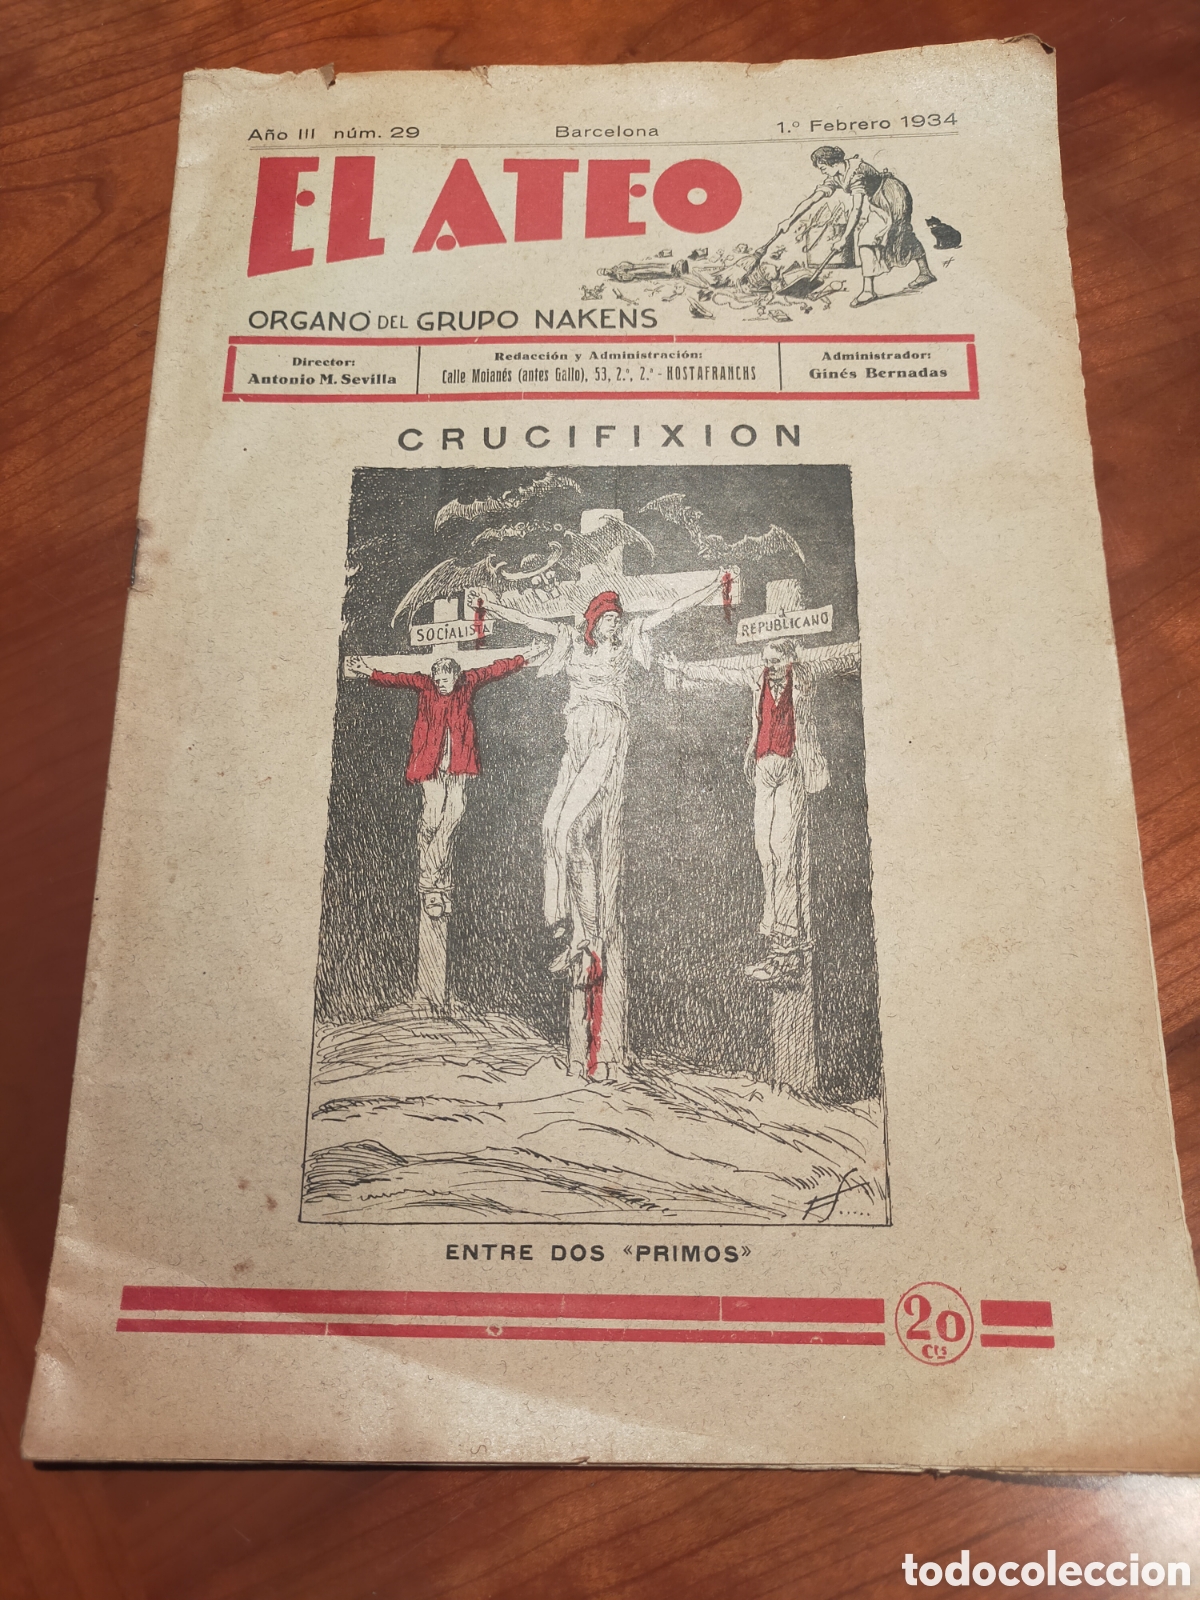 Año III núm. 29 Barcelona 1.º Febrero 1934
EL ATEO
ORGANO DEL GRUPO NAKENS
Director:
Antonio M. Sevilla
Redacción y Administración:
Calle Moianés (antes Gallo), 53, 2.º, 2.ª - HOSTAFRANCHS
Administrador:
Ginés Bernadas
CRUCIFIXION
SOCIALISTA
REPUBLICANO
ENTRE DOS «PRIMOS»
20
Cts
todocoleccion